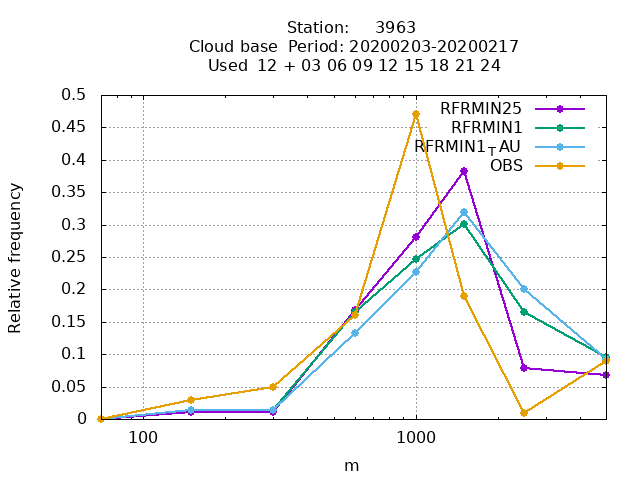 Station: 3963
Cloud base Period: 20200203-20200217
Used 12 + 03 06 09 12 15 18 21 24
RFRMIN25
RFRMIN1
RFRMIN1_TAU
OBS
Relative frequency
0.5
0.45
0.4
0.35
0.3
0.25
0.2
0.15
0.1
0.05
0
100
1000
m